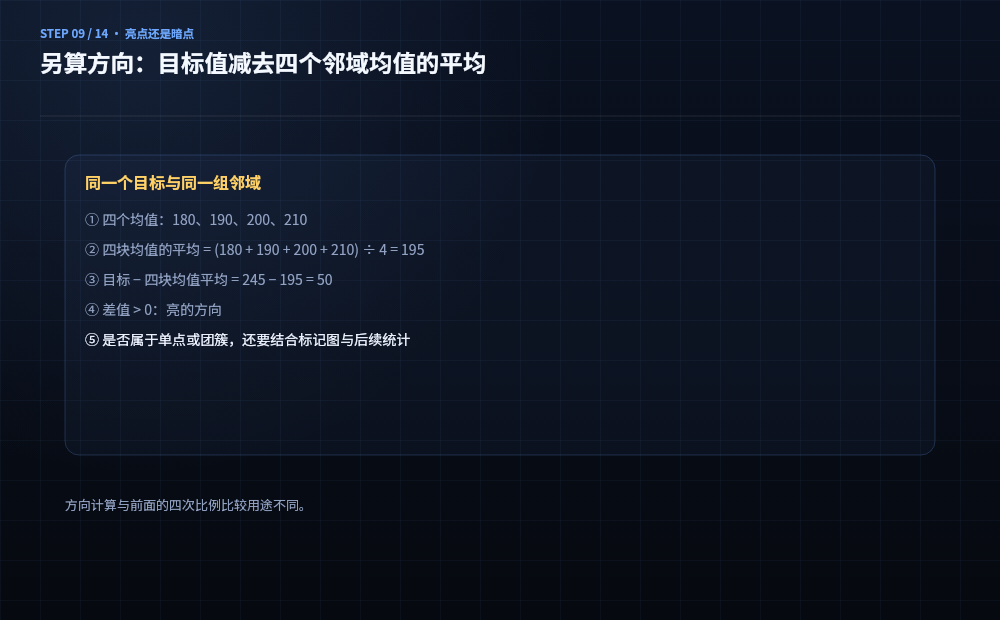 STEP 09 / 14 • 亮点还是暗点
另算方向：目标值减去四个邻域均值的平均
同一个目标与同一组邻域
① 四个均值：180、190、200、210
② 四块均值的平均 = (180 + 190 + 200 + 210) ÷ 4 = 195
③ 目标 − 四块均值平均 = 245 − 195 = 50
④ 差值 > 0：亮的方向
⑤ 是否属于单点或团簇，还要结合标记图与后续统计
方向计算与前面的四次比例比较用途不同。